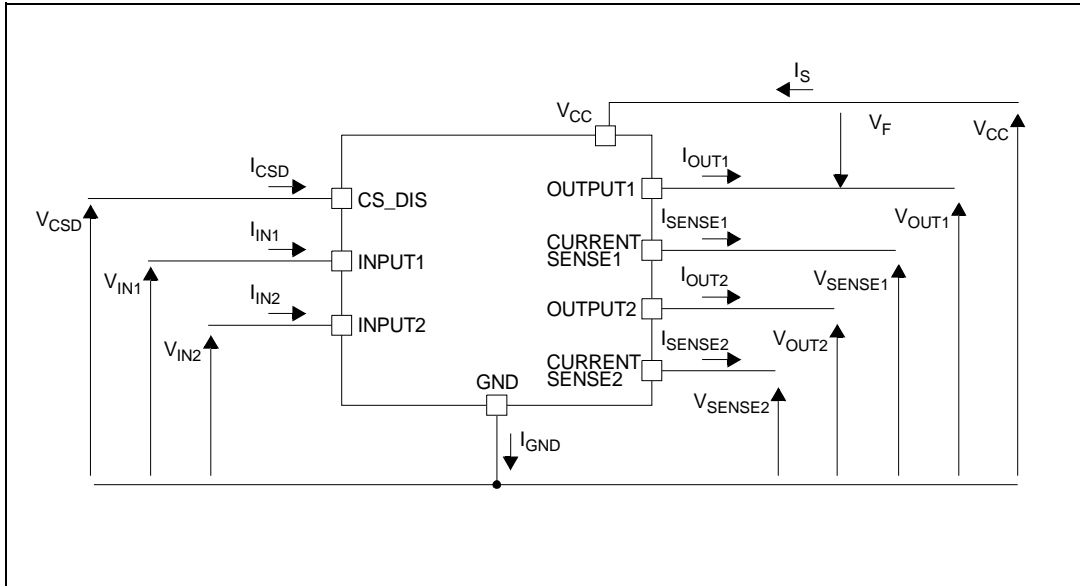 I_S
V_CC
V_F
V_CC
I_CSD
I_OUT1
CS_DIS
OUTPUT1
V_CSD
V_OUT1
I_IN1
I_SENSE1
INPUT1
CURRENT
SENSE1
V_IN1
V_SENSE1
I_IN2
I_OUT2
INPUT2
OUTPUT2
V_IN2
V_OUT2
I_SENSE2
CURRENT
SENSE2
GND
V_SENSE2
I_GND